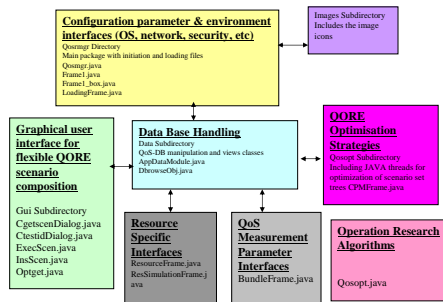 Configuration parameter & environment
interfaces (OS, network, security, etc)
Qosmrgr Directory
Main package with initiation and loading files
Qosmgr.java
Frame1.java
Frame1_box.java
LoadingFrame.java
Images Subdirectory
Includes the image
icons
Graphical user
interface for
flexible QORE
scenario
composition
Gui Subdirectory
CgetscenDialog.java
CtestidDialog.java
ExecScen.java
InsScen.java
Optget.java
Data Base Handling
Data Subdirectory
QoS-DB manipulation and views classes
AppDataModule.java
DbrowseObj.java
QORE
Optimisation
Strategies
Qosopt Subdirectory
Including JAVA threads for
optimization of scenario set
trees CPMFrame.java
Resource
Specific
Interfaces
ResourceFrame.java
ResSimulationFrame.j
ava
QoS
Measurement
Parameter
Interfaces
BundleFrame.java
Operation Research
Algorithms
Qosopt.java